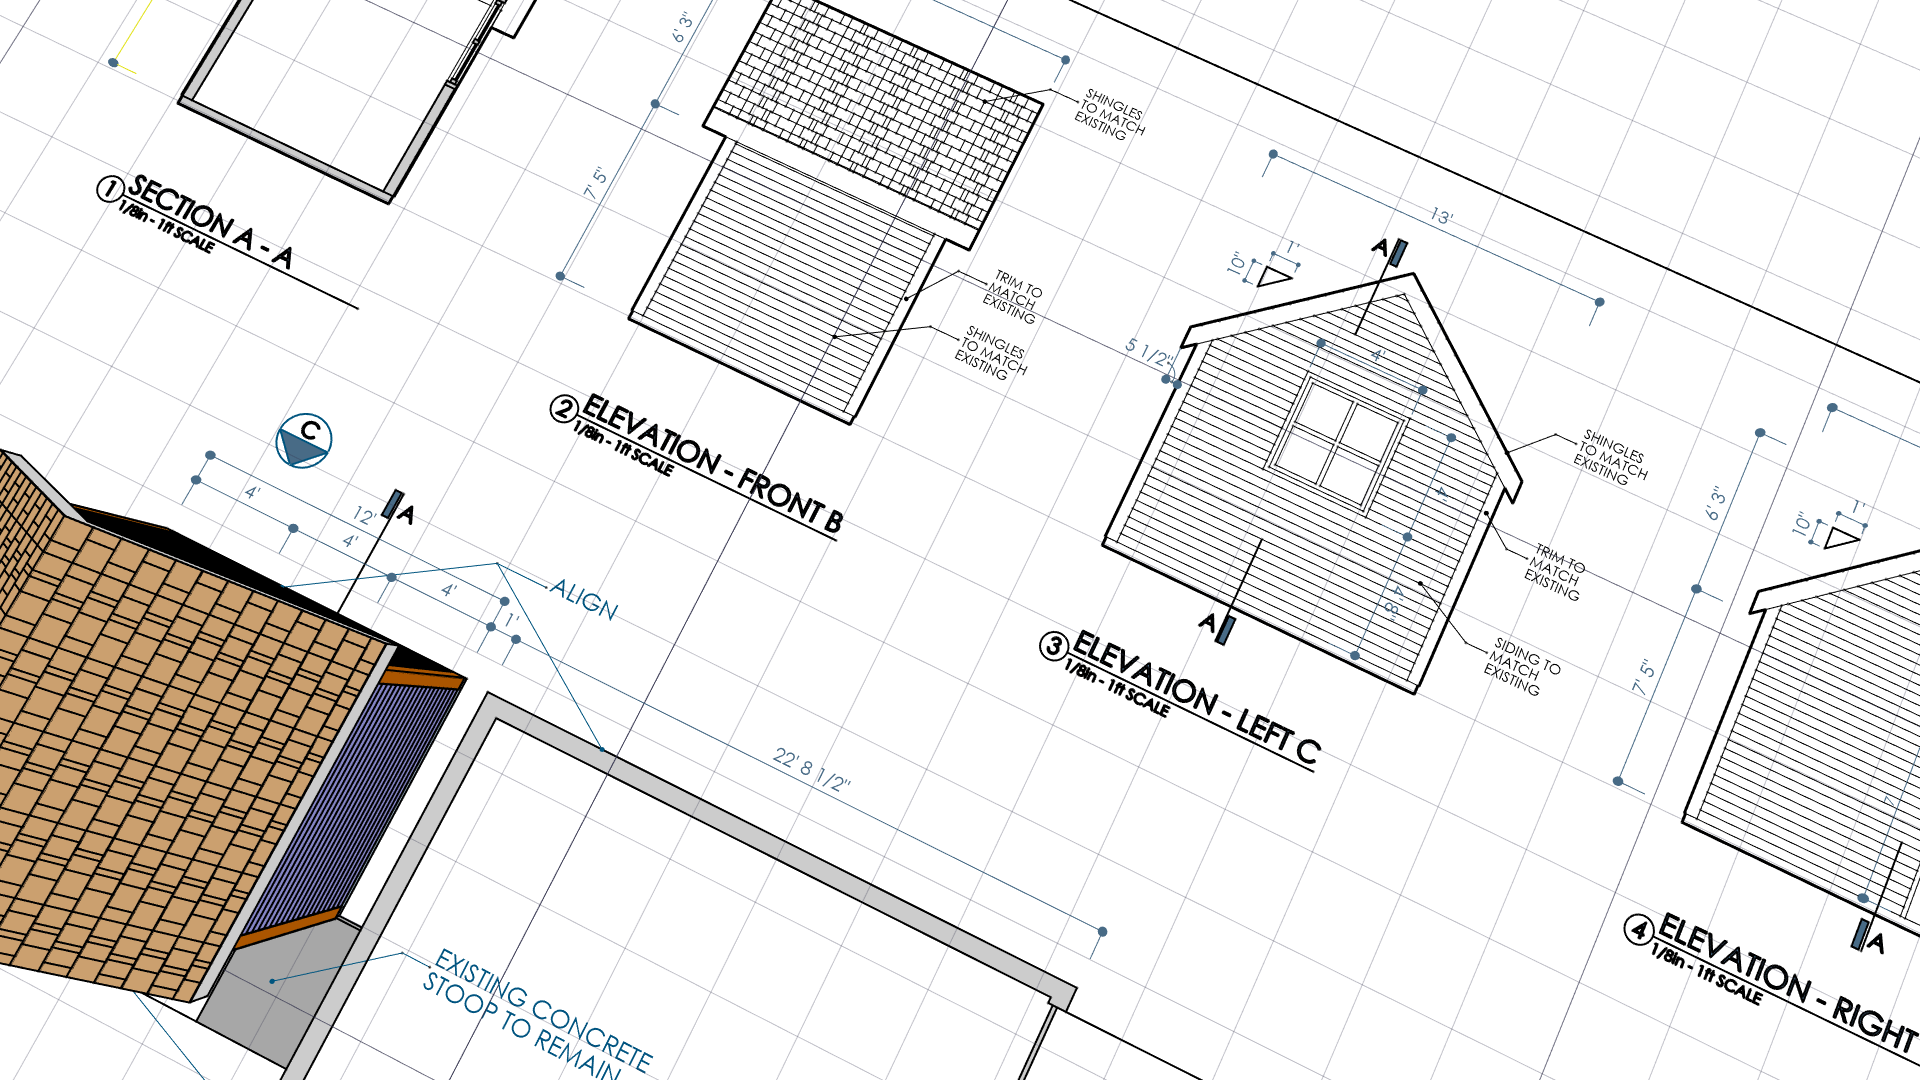 6' 3"
SHINGLES
TO MATCH
EXISTING
7' 5"
1
SECTION A - A
1/8in - 1ft SCALE
TRIM TO
MATCH
EXISTING
SHINGLES
TO MATCH
EXISTING
2
ELEVATION - FRONT B
1/8in - 1ft SCALE
13'
A
10"
1'
5 1/2"
4'
4'
4' 8"
SHINGLES
TO MATCH
EXISTING
TRIM TO
MATCH
EXISTING
SIDING TO
MATCH
EXISTING
A
3
ELEVATION - LEFT C
1/8in - 1ft SCALE
C
4'
12'
A
4'
4'
1'
ALIGN
22' 8 1/2"
EXISTING CONCRETE
STOOP TO REMAIN
6' 3"
10"
1'
7' 5"
7'
A
4
ELEVATION - RIGHT
1/8in - 1ft SCALE